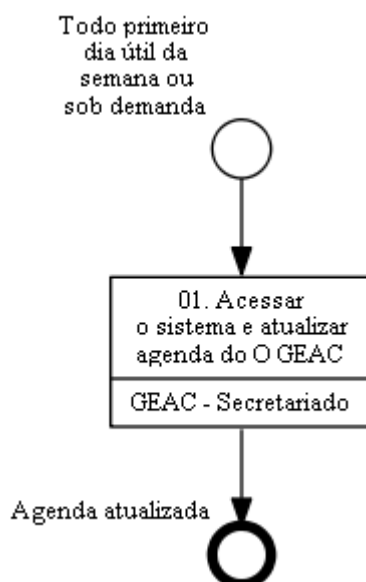 Todo primeiro
dia útil da
semana ou
sob demanda
01. Acessar
o sistema e atualizar
agenda do O GEAC
GEAC - Secretariado
Agenda atualizada